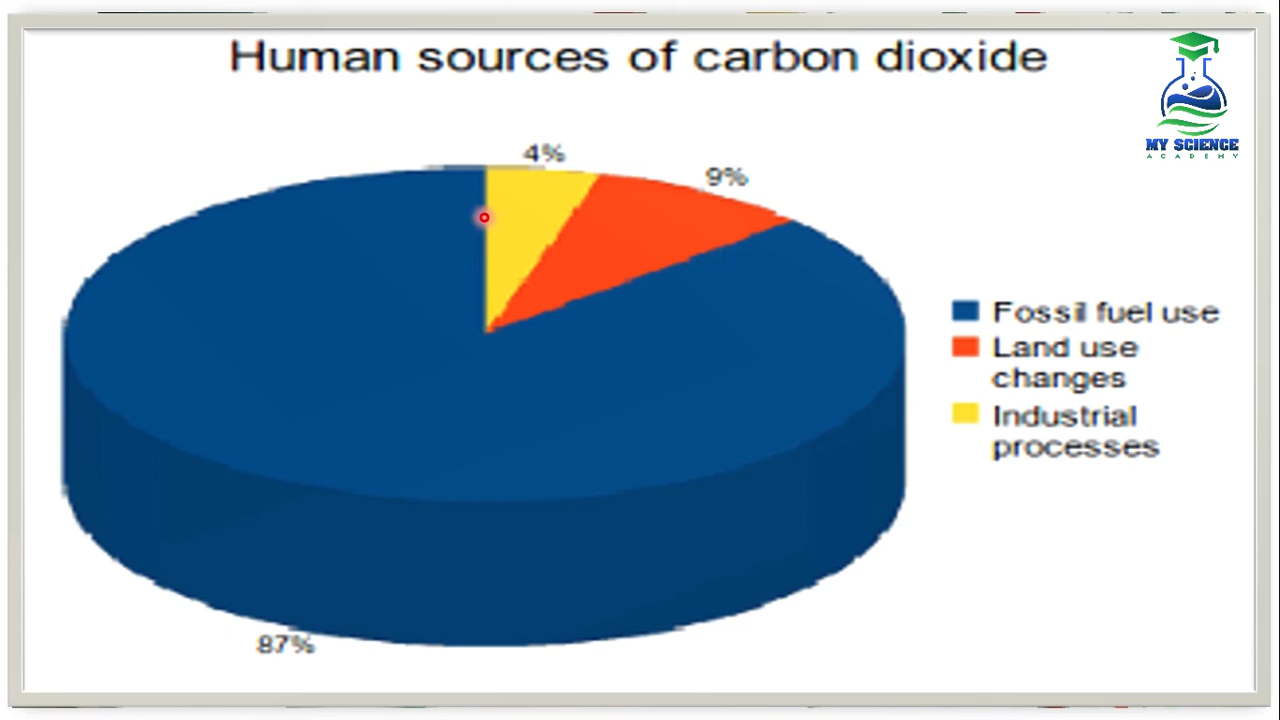 Human sources of carbon dioxide
MY SCIENCE
ACADEMY
4%
9%
Fossil fuel use
Land use
changes
Industrial
processes
87%